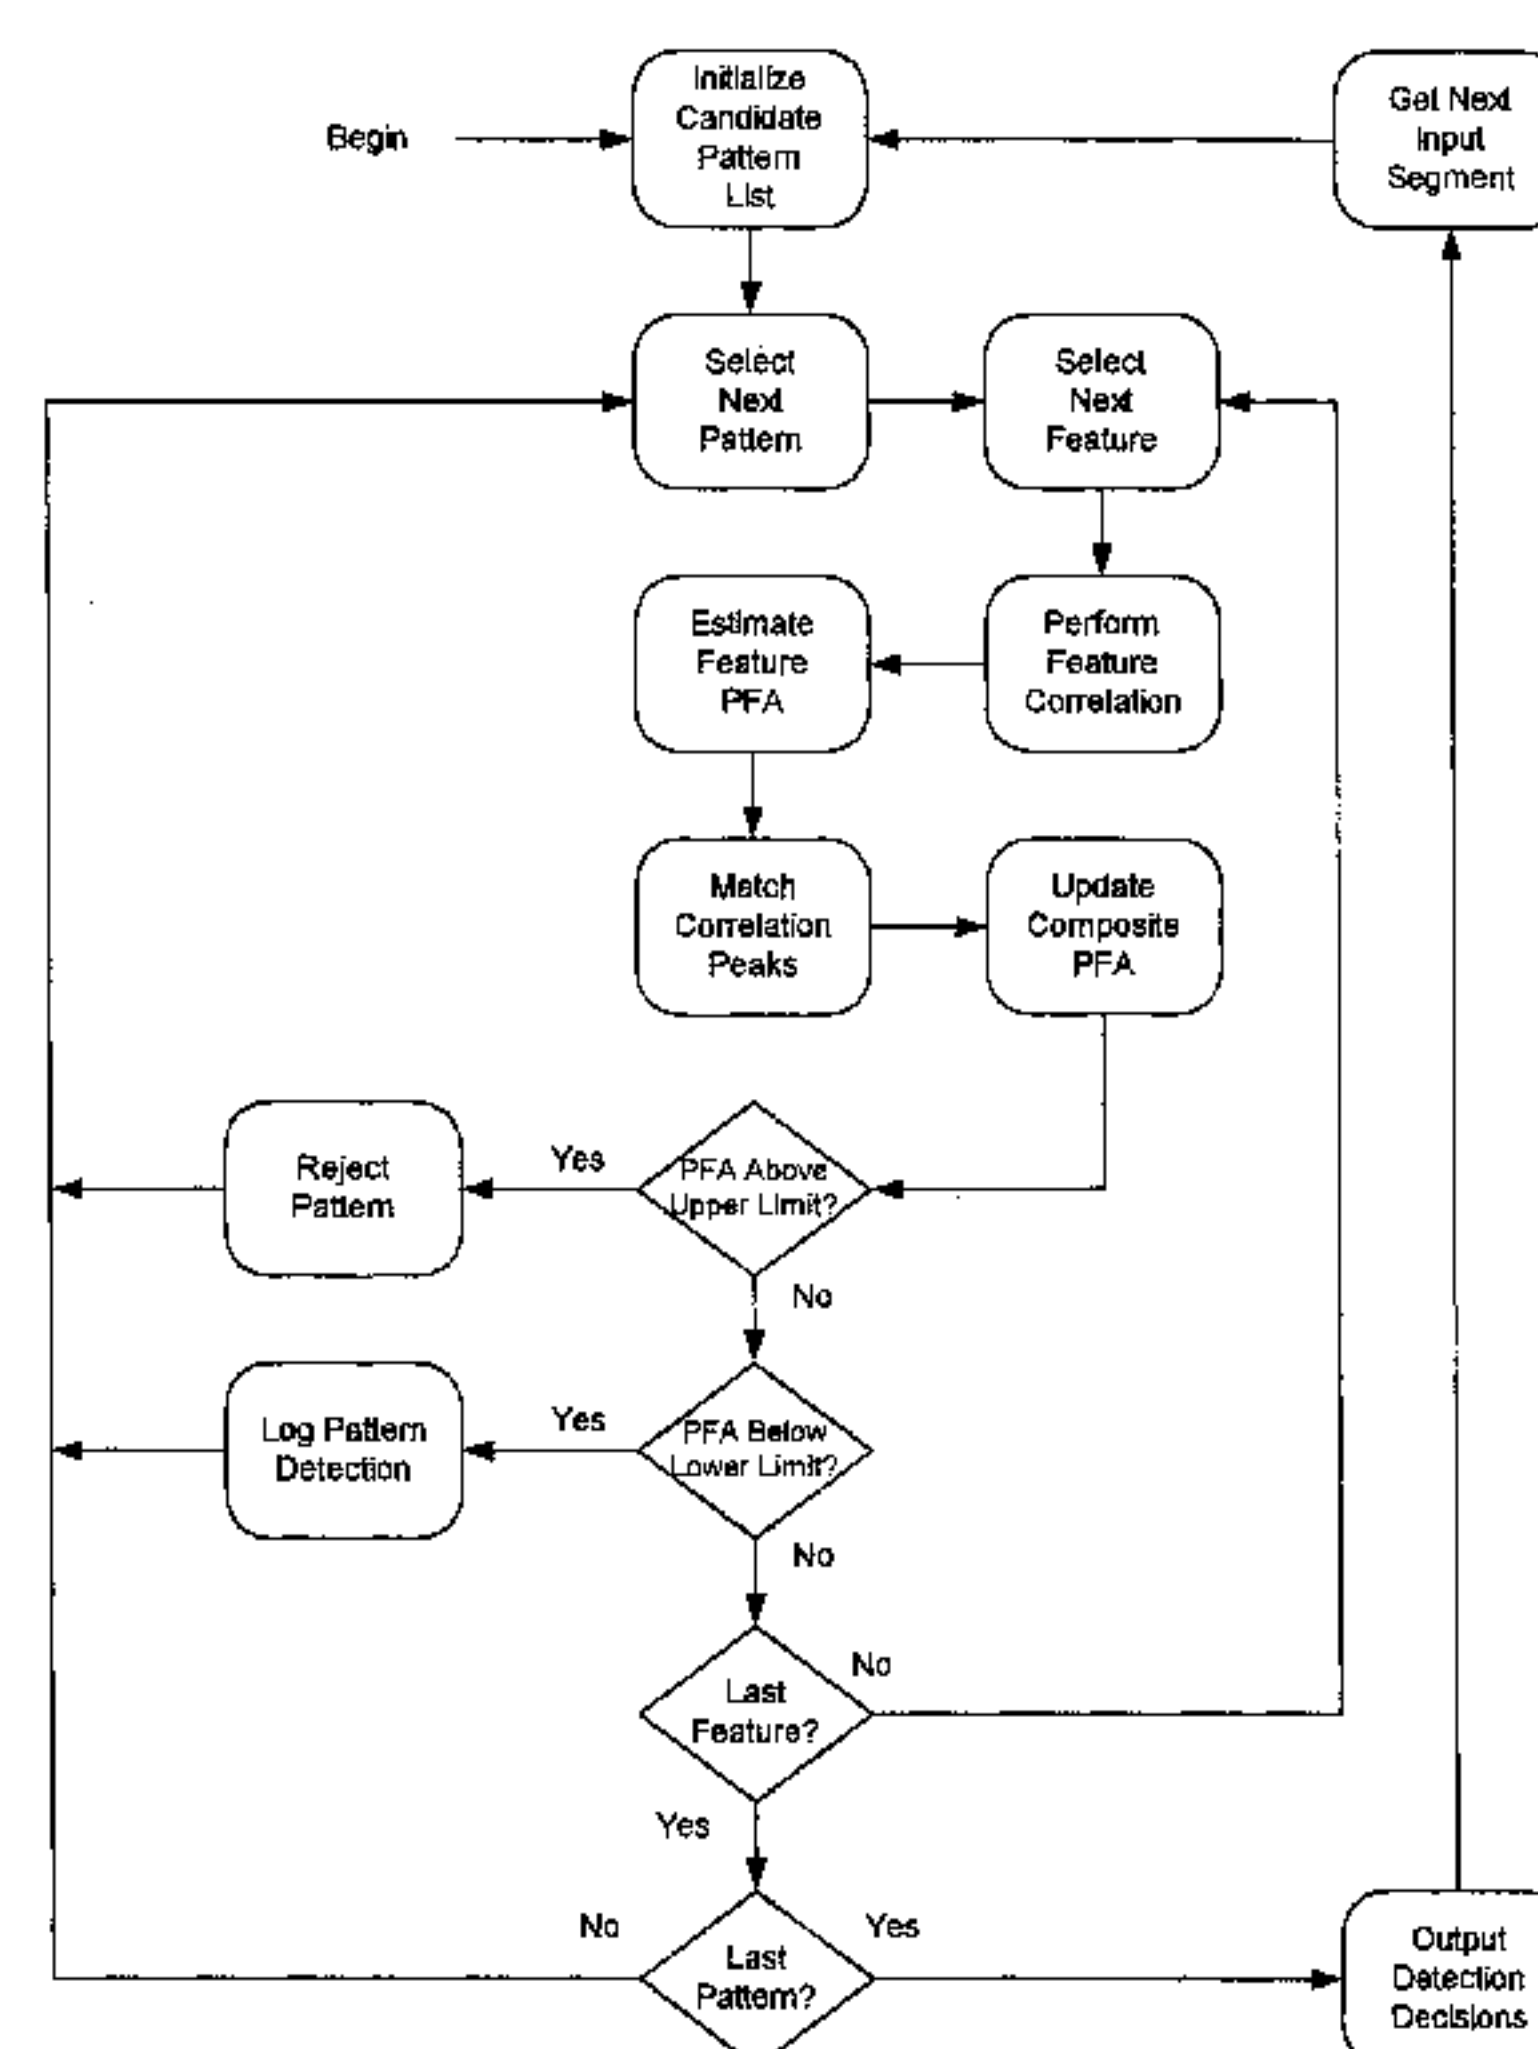 Begin
Initialize
Candidate
Pattern
List
Get Next
Input
Segment
Select
Next
Pattern
Select
Next
Feature
Estimate
Feature
PFA
Perform
Feature
Correlation
Match
Correlation
Peaks
Update
Composite
PFA
Reject
Pattern
Yes
PFA Above
Upper Limit?
No
Log Pattern
Detection
Yes
PFA Below
Lower Limit?
No
Last
Feature?
No
Yes
No
Last
Pattern?
Yes
Output
Detection
Decisions